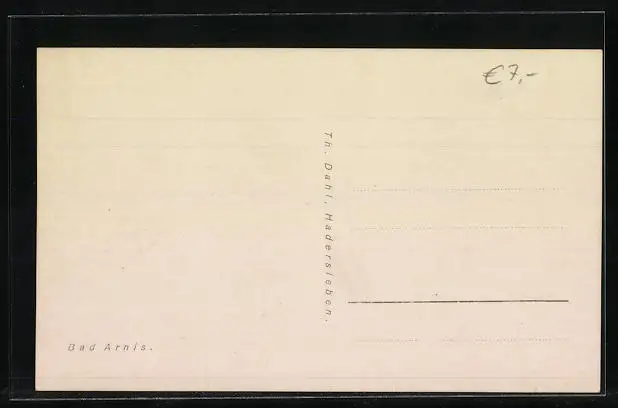 €7,-
Th. Dahl, Hadersleben.
Bad Arnis.